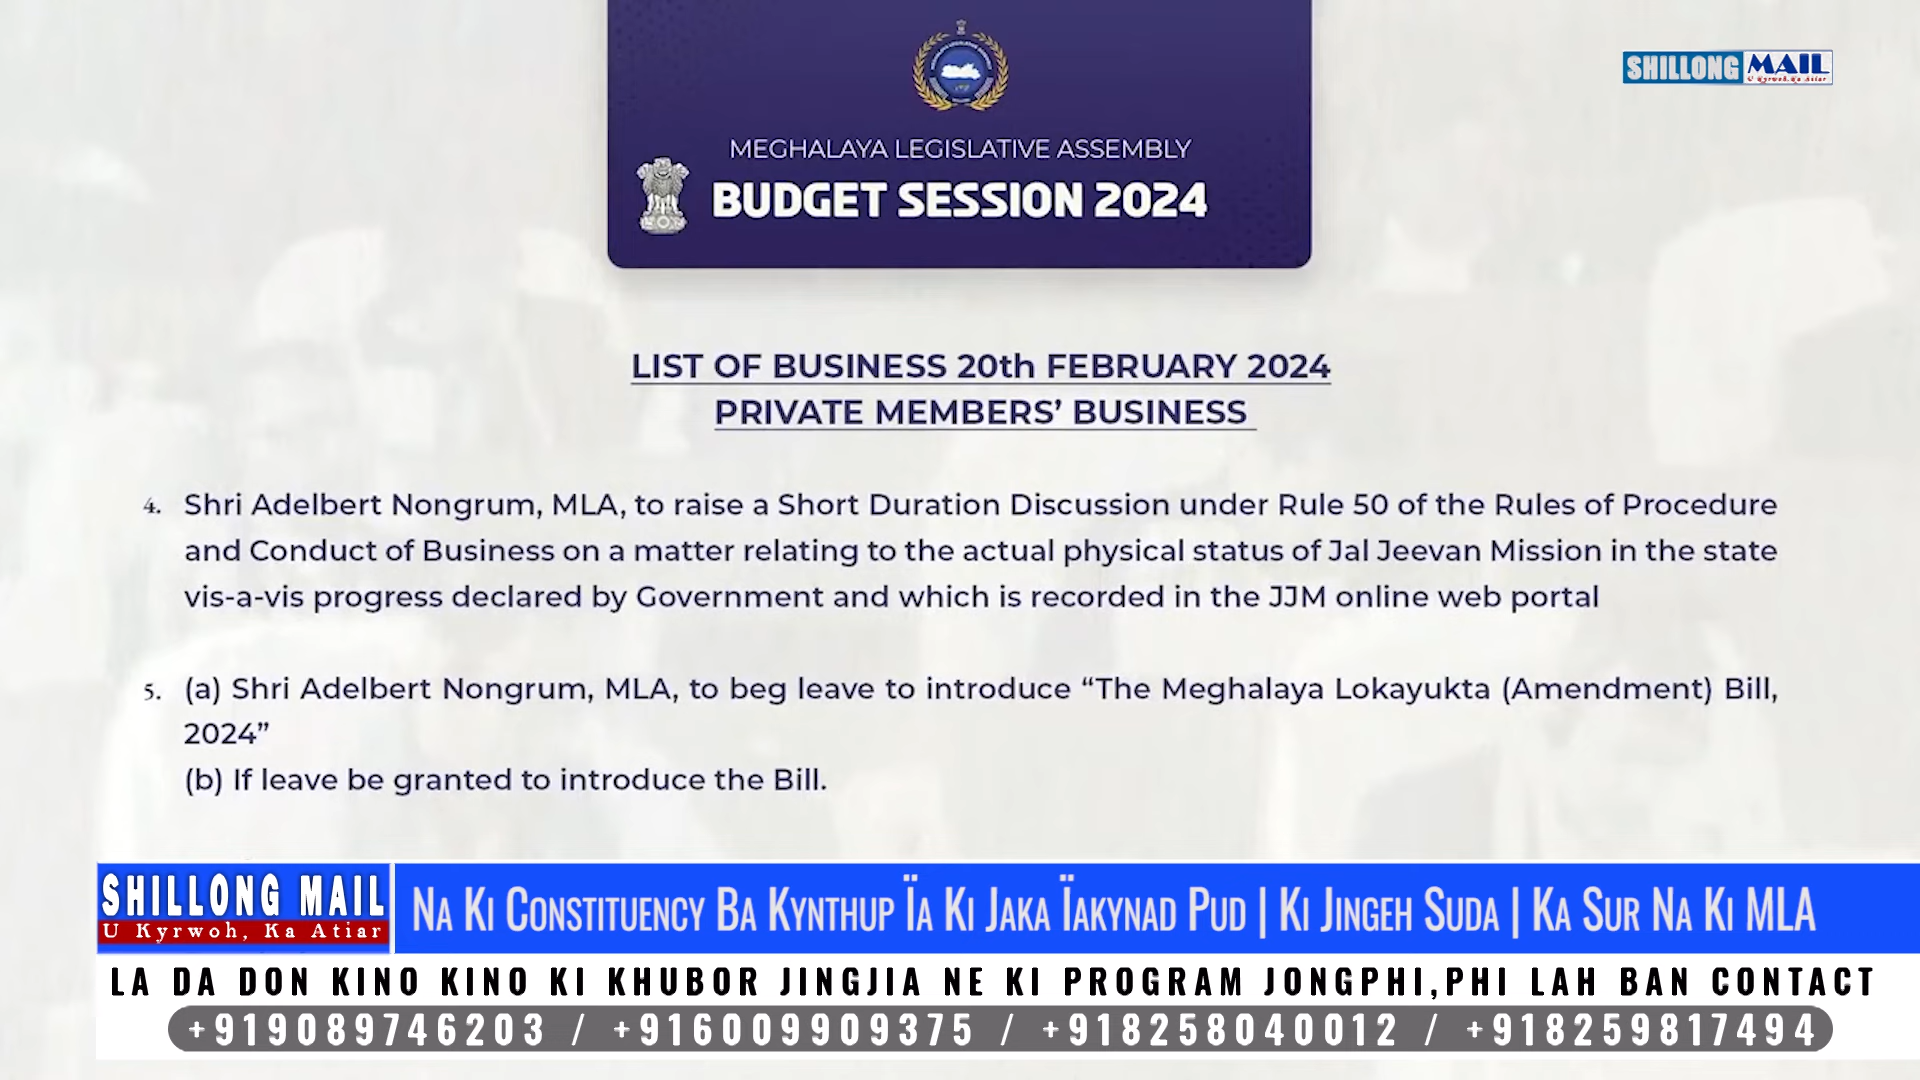 SHILLONG MAIL
U Kyrwoh, Ka Atiar
MEGHALAYA LEGISLATIVE ASSEMBLY
BUDGET SESSION 2024
LIST OF BUSINESS 20th FEBRUARY 2024
PRIVATE MEMBERS’ BUSINESS
4. Shri Adelbert Nongrum, MLA, to raise a Short Duration Discussion under Rule 50 of the Rules of Procedure
and Conduct of Business on a matter relating to the actual physical status of Jal Jeevan Mission in the state
vis-a-vis progress declared by Government and which is recorded in the JJM online web portal
5. (a) Shri Adelbert Nongrum, MLA, to beg leave to introduce “The Meghalaya Lokayukta (Amendment) Bill,
2024”
(b) If leave be granted to introduce the Bill.
SHILLONG MAIL
U Kyrwoh, Ka Atiar
NA KI CONSTITUENCY BA KYNTHUP ÏA KI JAKA ÏAKYNAD PUD | KI JINGEH SUDA | KA SUR NA KI MLA
LA DA DON KINO KINO KI KHUBOR JINGJIA NE KI PROGRAM JONGPHI,PHI LAH BAN CONTACT
+919089746203 / +916009909375 / +918258040012 / +918259817494